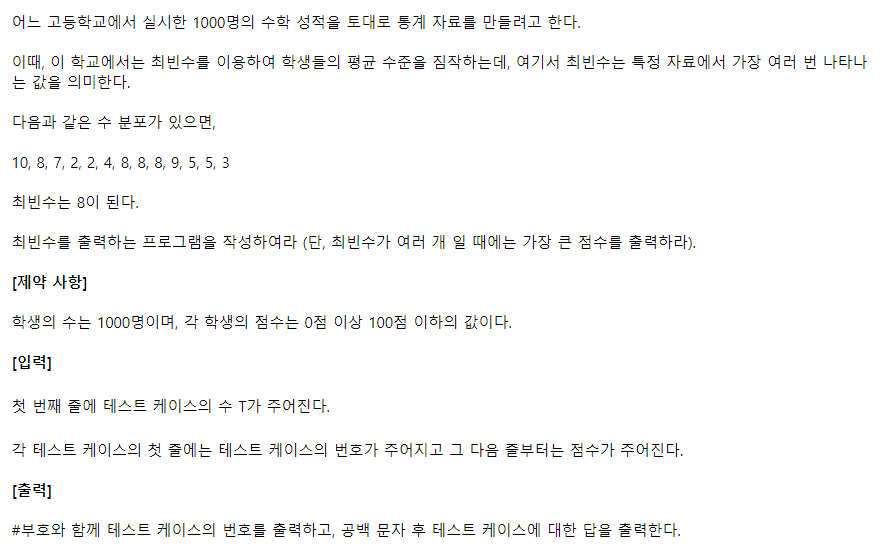 어느 고등학교에서 실시한 1000명의 수학 성적을 토대로 통계 자료를 만들려고 한다.
이때, 이 학교에서는 최빈수를 이용하여 학생들의 평균 수준을 짐작하는데, 여기서 최빈수는 특정 자료에서 가장 여러 번 나타나
는 값을 의미한다.
다음과 같은 수 분포가 있으면,
10, 8, 7, 2, 2, 4, 8, 8, 8, 9, 5, 5, 3
최빈수는 8이 된다.
최빈수를 출력하는 프로그램을 작성하여라 (단, 최빈수가 여러 개 일 때에는 가장 큰 점수를 출력하라).
[제약 사항]
학생의 수는 1000명이며, 각 학생의 점수는 0점 이상 100점 이하의 값이다.
[입력]
첫 번째 줄에 테스트 케이스의 수 T가 주어진다.
각 테스트 케이스의 첫 줄에는 테스트 케이스의 번호가 주어지고 그 다음 줄부터는 점수가 주어진다.
[출력]
#부호와 함께 테스트 케이스의 번호를 출력하고, 공백 문자 후 테스트 케이스에 대한 답을 출력한다.